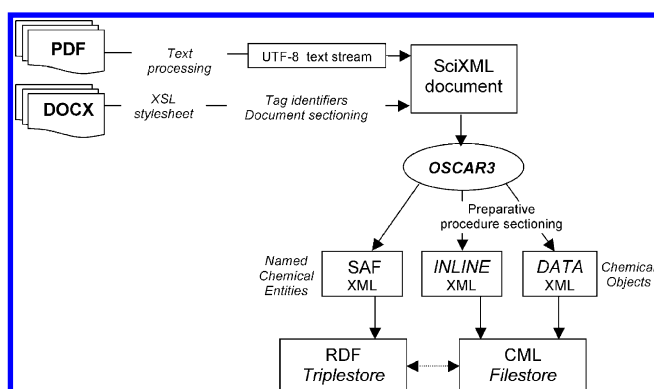 PDF
Text
processing
UTF-8 text stream
SciXML
document
DOCX
XSL
stylesheet
Tag identifiers
Document sectioning
OSCAR3
Preparative
procedure sectioning
Named
Chemical
Entities
SAF
XML
INLINE
XML
DATA
XML
Chemical
Objects
RDF
Triplestore
CML
Filestore